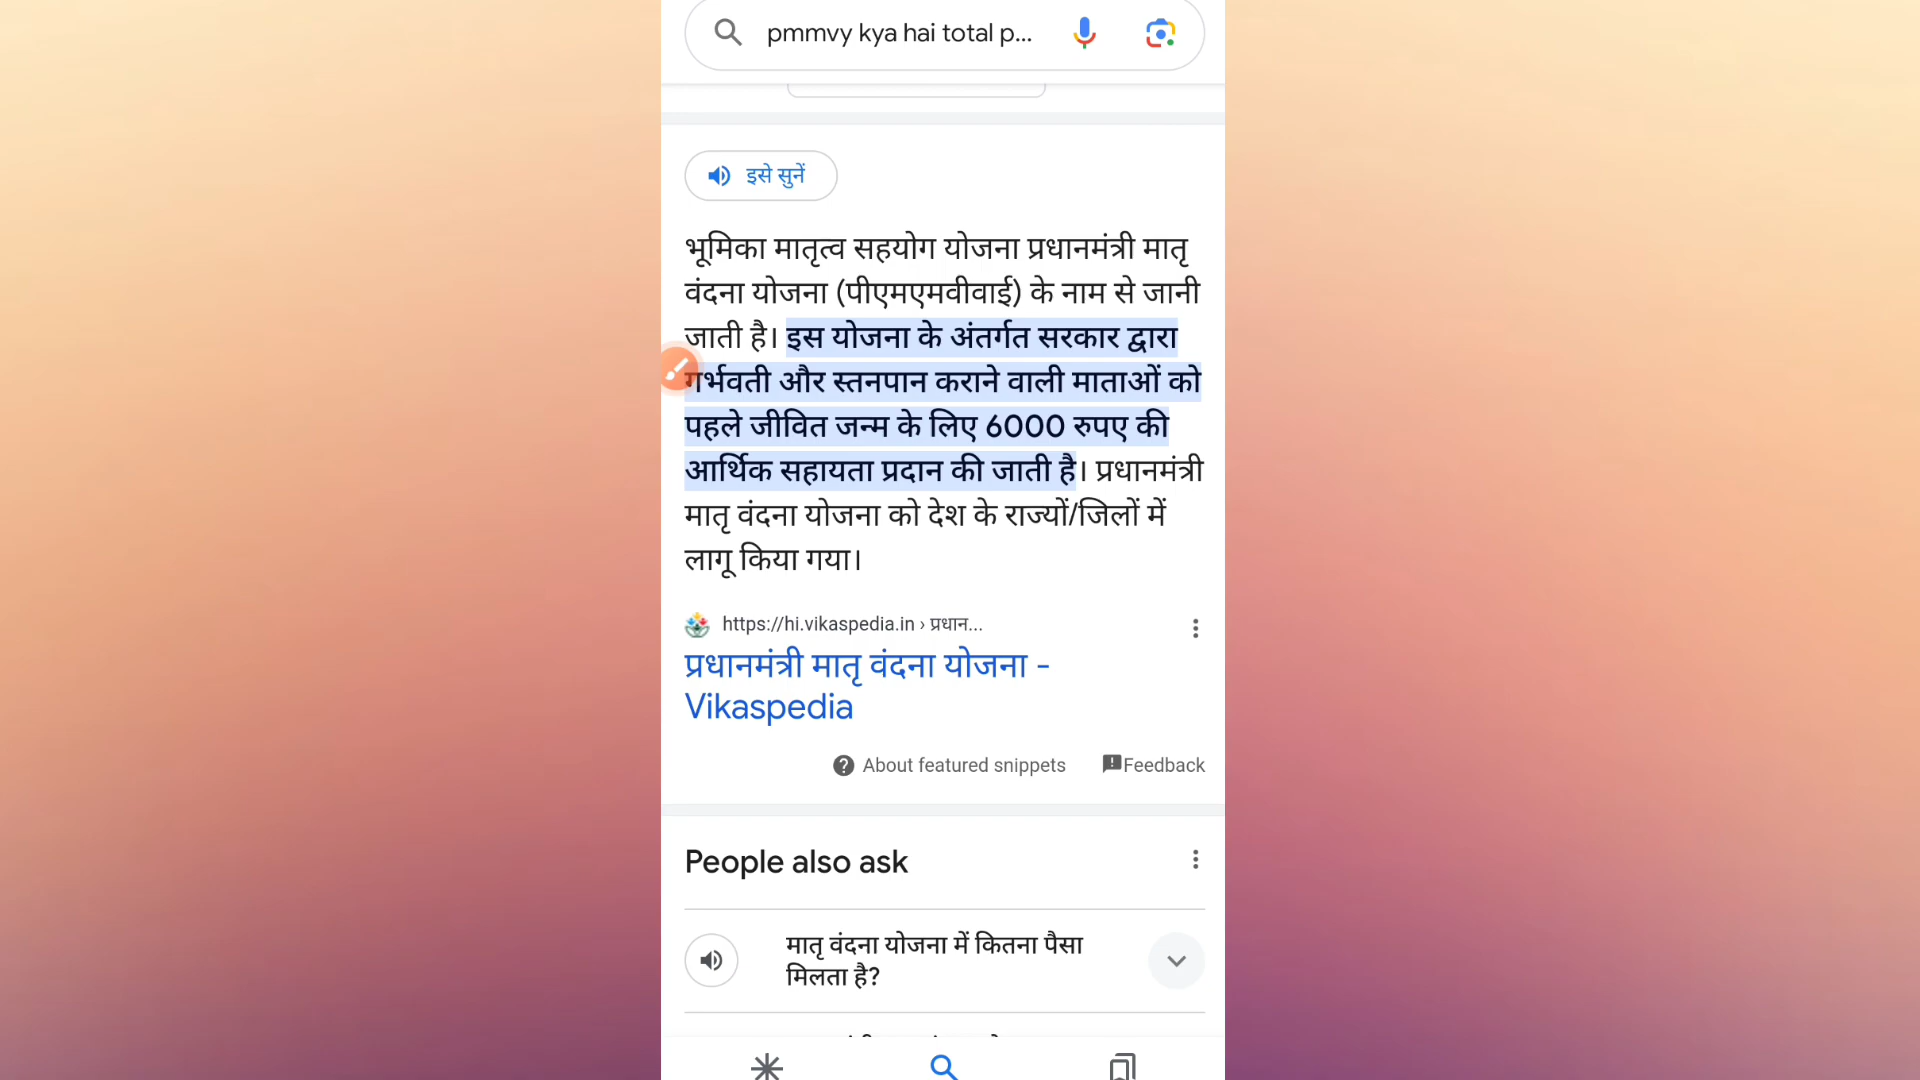 pmmvy kya hai total p...
इसे सुनें
भूमिका मातृत्व सहयोग योजना प्रधानमंत्री मातृ
वंदना योजना (पीएमएमवीवाई) के नाम से जानी
जाती है। इस योजना के अंतर्गत सरकार द्वारा
गर्भवती और स्तनपान कराने वाली माताओं को
पहले जीवित जन्म के लिए 6000 रुपए की
आर्थिक सहायता प्रदान की जाती है। प्रधानमंत्री
मातृ वंदना योजना को देश के राज्यों/जिलों में
लागू किया गया।
https://hi.vikaspedia.in › प्रधान...
प्रधानमंत्री मातृ वंदना योजना -
Vikaspedia
About featured snippets
Feedback
People also ask
मातृ वंदना योजना में कितना पैसा
मिलता है?